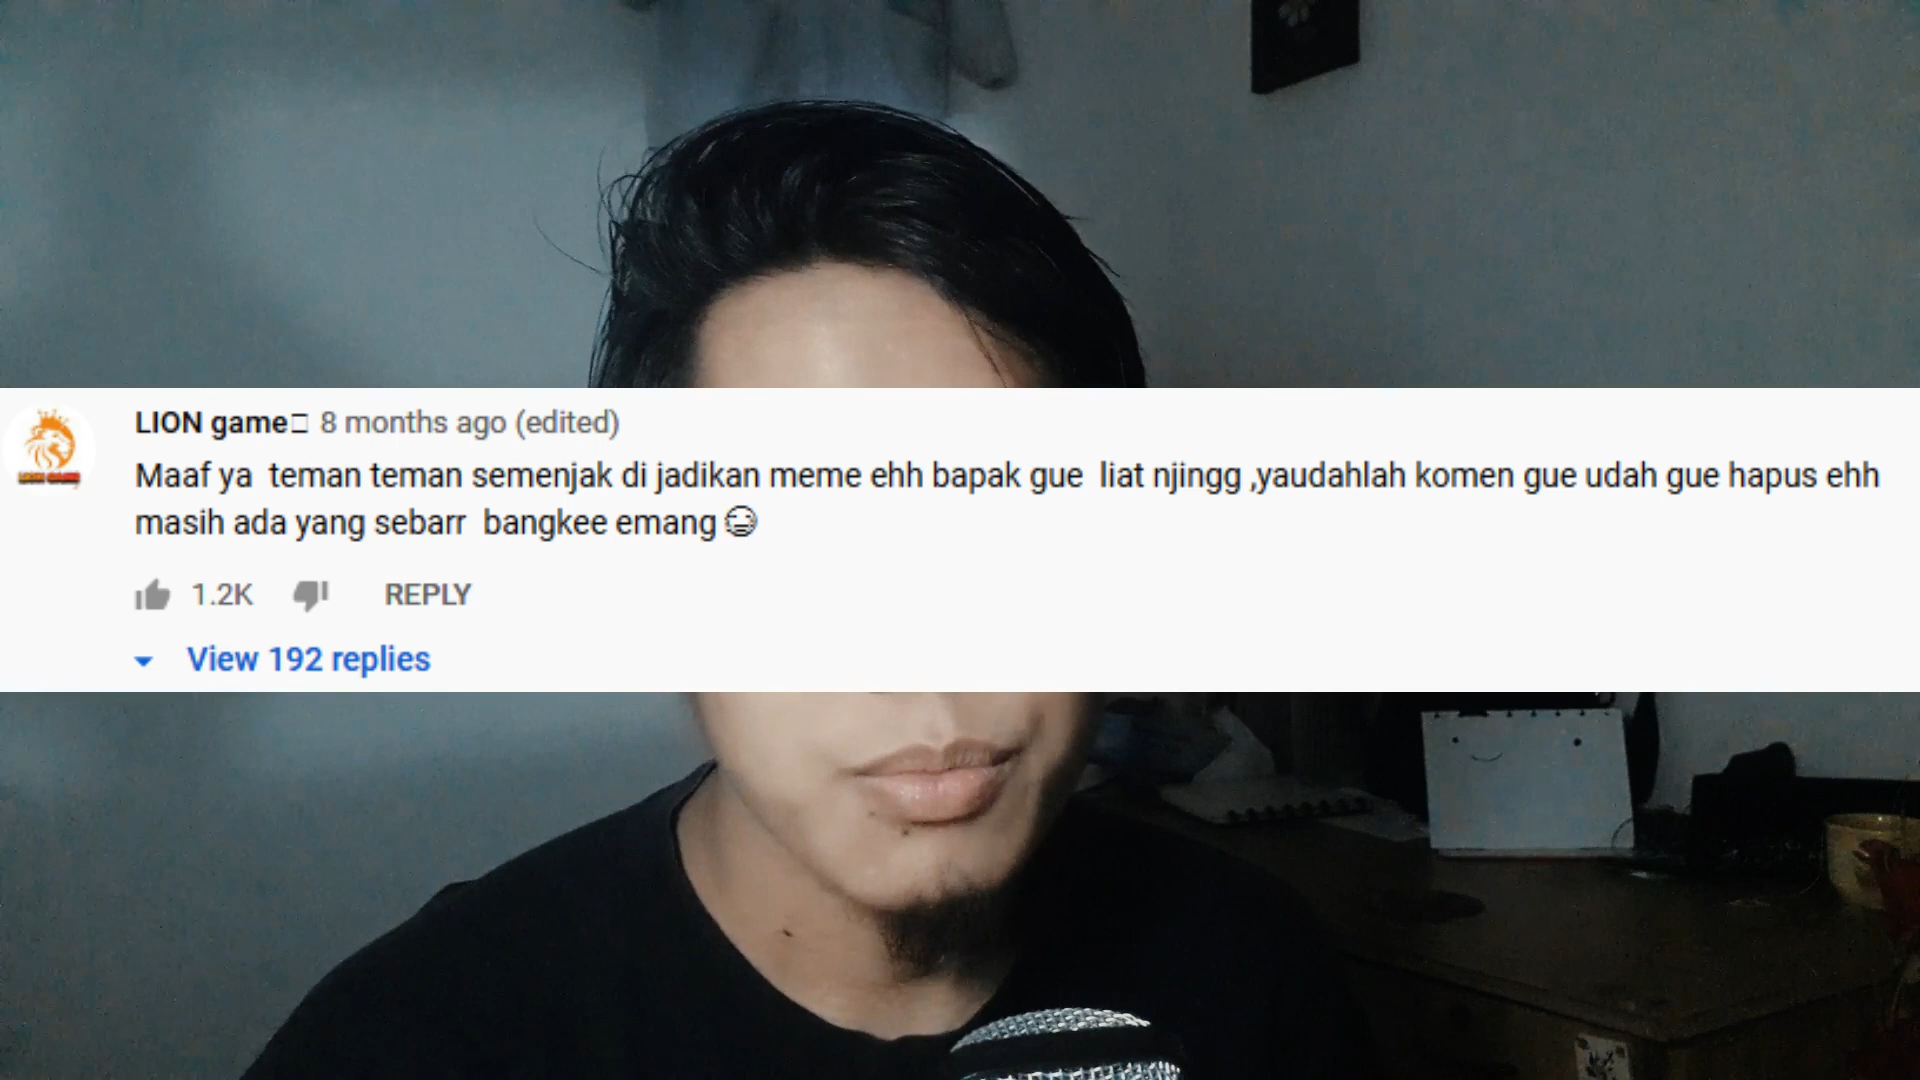 LION game 8 months ago (edited)
Maaf ya teman teman semenjak di jadikan meme ehh bapak gue liat njingg ,yaudahlah komen gue udah gue hapus ehh
masih ada yang sebarr bangkee emang 😂
1.2K REPLY
View 192 replies